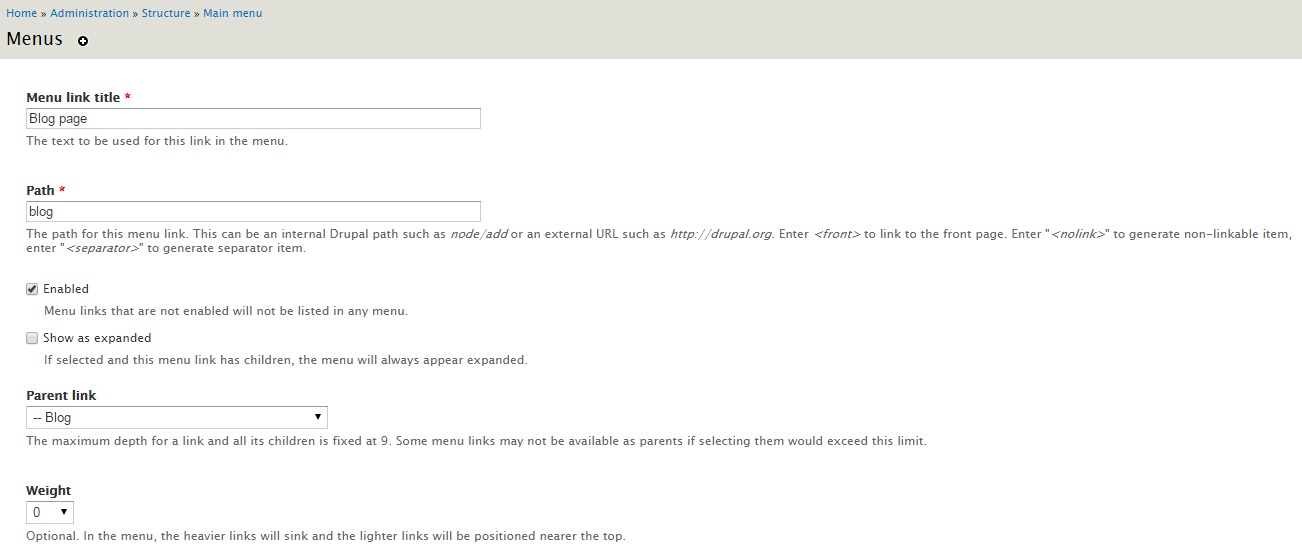 Home » Administration » Structure » Main menu
Menus
Menu link title *
Blog page
The text to be used for this link in the menu.
Path *
blog
The path for this menu link. This can be an internal Drupal path such as node/add or an external URL such as http://drupal.org. Enter <front> to link to the front page. Enter "<nolink>" to generate non-linkable item,
enter "<separator>" to generate separator item.
Enabled
Menu links that are not enabled will not be listed in any menu.
Show as expanded
If selected and this menu link has children, the menu will always appear expanded.
Parent link
-- Blog
The maximum depth for a link and all its children is fixed at 9. Some menu links may not be available as parents if selecting them would exceed this limit.
Weight
0
Optional. In the menu, the heavier links will sink and the lighter links will be positioned nearer the top.